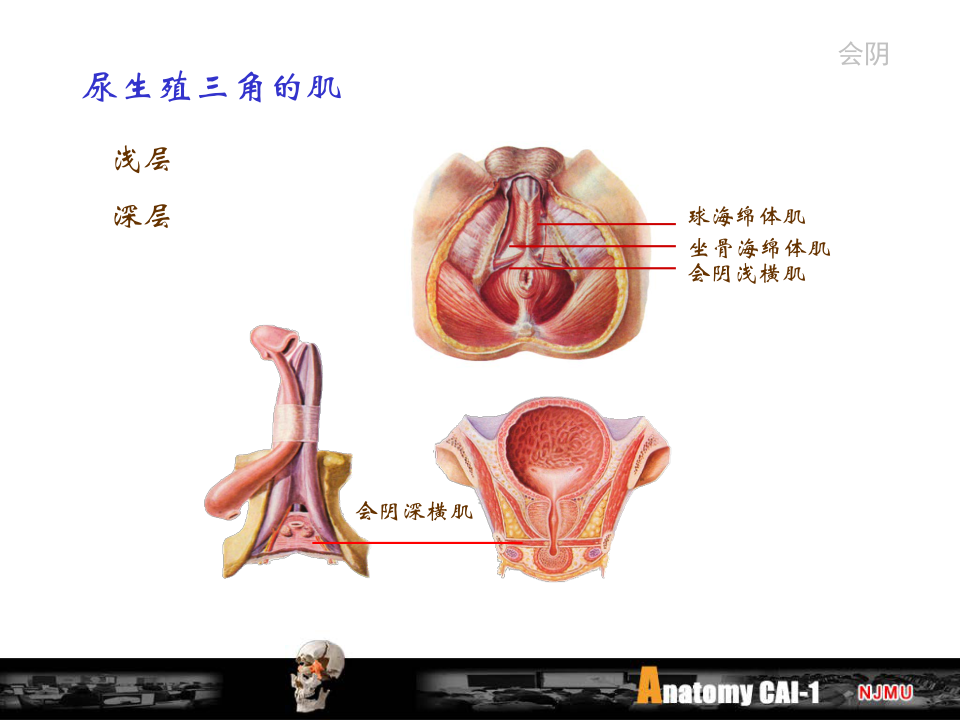 会阴
尿生殖三角的肌
浅层
深层
球海绵体肌
坐骨海绵体肌
会阴浅横肌
会阴深横肌
Anatomy CAI-1
NJMU